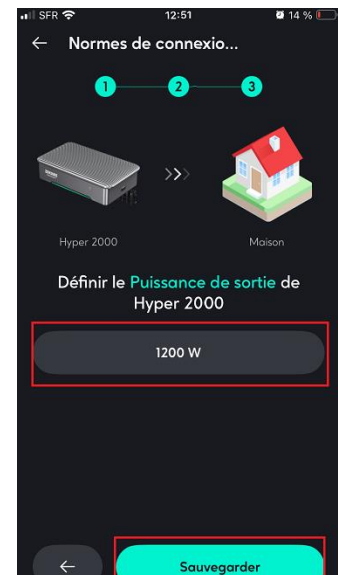 SFR 12:51 14 %
← Normes de connexio...
1 2 3
>>>
Hyper 2000 Maison
Définir le Puissance de sortie de
Hyper 2000
1200 W
← Sauvegarder